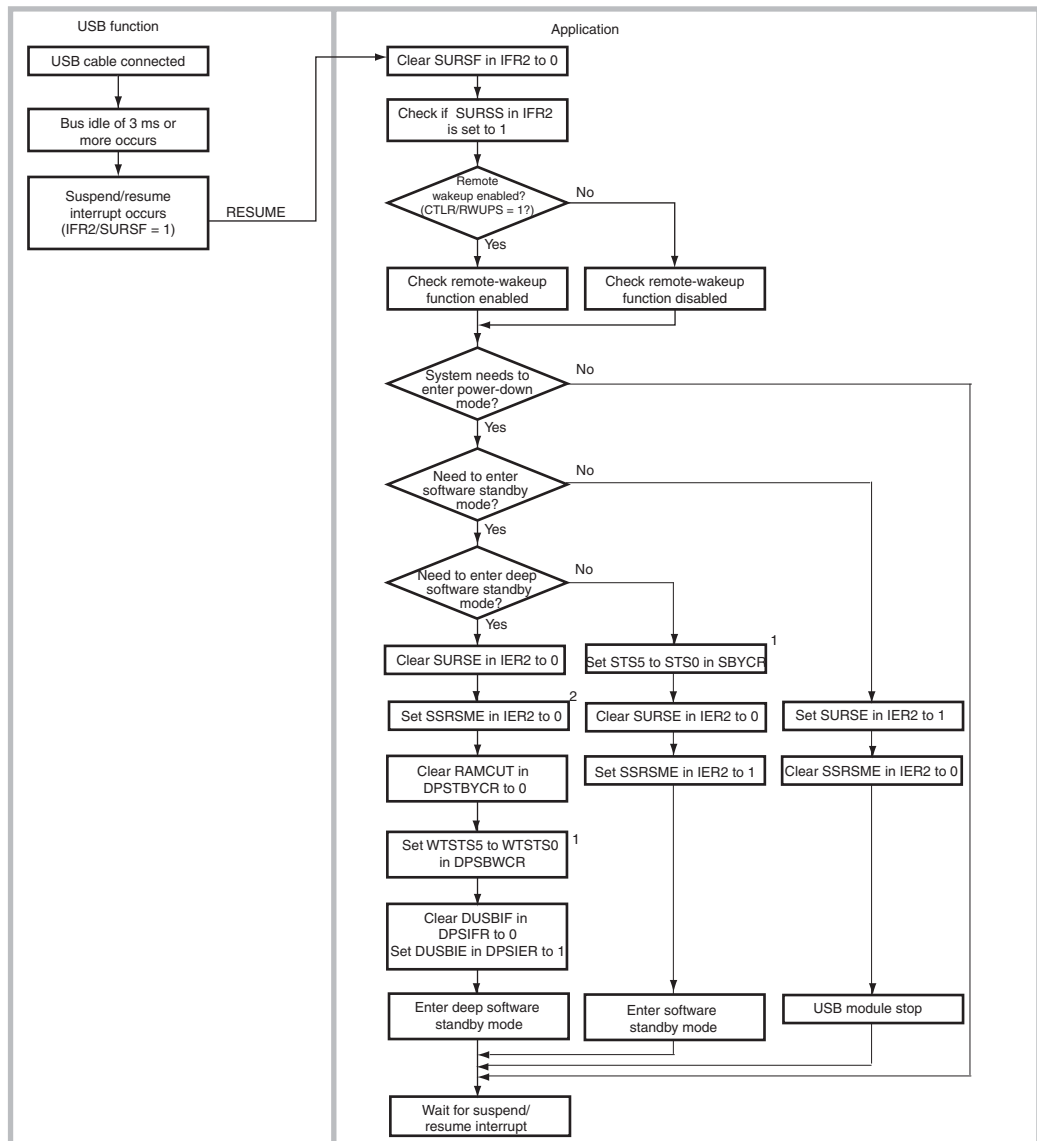 USB function
USB cable connected
Bus idle of 3 ms or
more occurs
Suspend/resume
interrupt occurs
(IFR2/SURSF = 1)
RESUME
Application
Clear SURSF in IFR2 to 0
Check if SURSS in IFR2
is set to 1
Remote
wakeup enabled?
(CTLR/RWUPS = 1?)
No
Yes
Check remote-wakeup
function enabled
Check remote-wakeup
function disabled
System needs to
enter power-down
mode?
No
Yes
Need to enter
software standby
mode?
No
Yes
Need to enter deep
software standby
mode?
No
Yes
Clear SURSE in IER2 to 0
2
Set SSRSME in IER2 to 0
Clear RAMCUT in
DPSTBYCR to 0
Set WTSTS5 to WTSTS0
in DPSBWCR
1
Clear DUSBIF in
DPSIFR to 0
Set DUSBIE in DPSIER to 1
Enter deep software
standby mode
1
Set STS5 to STS0 in SBYCR
Clear SURSE in IER2 to 0
Set SSRSME in IER2 to 1
Enter software
standby mode
Set SURSE in IER2 to 1
Clear SSRSME in IER2 to 0
USB module stop
Wait for suspend/
resume interrupt